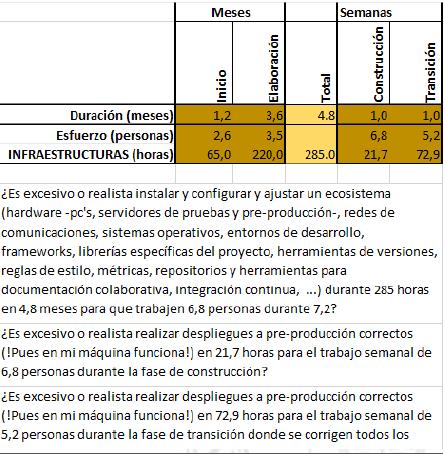 Meses Semanas
Inicio Elaboración Total Construcción Transición
Duración (meses) 1,2 3,6 4.8 1,0 1,0
Esfuerzo (personas) 2,6 3,5 6,8 5,2
INFRAESTRUCTURAS (horas) 65,0 220,0 285.0 21,7 72,9
¿Es excesivo o realista instalar y configurar y ajustar un ecosistema
(hardware -pc's, servidores de pruebas y pre-producción-, redes de
comunicaciones, sistemas operativos, entornos de desarrollo,
frameworks, librerías específicas del proyecto, herramientas de versiones,
reglas de estilo, métricas, repositorios y herramientas para
documentación colaborativa, integración continua, ...) durante 285 horas
en 4,8 meses para que trabajen 6,8 personas durante 7,2?
¿Es excesivo o realista realizar despliegues a pre-producción correctos
(!Pues en mi máquina funciona!) en 21,7 horas para el trabajo semanal de
6,8 personas durante la fase de construcción?
¿Es excesivo o realista realizar despliegues a pre-producción correctos
(!Pues en mi máquina funciona!) en 72,9 horas para el trabajo semanal de
5,2 personas durante la fase de transición donde se corrigen todos los